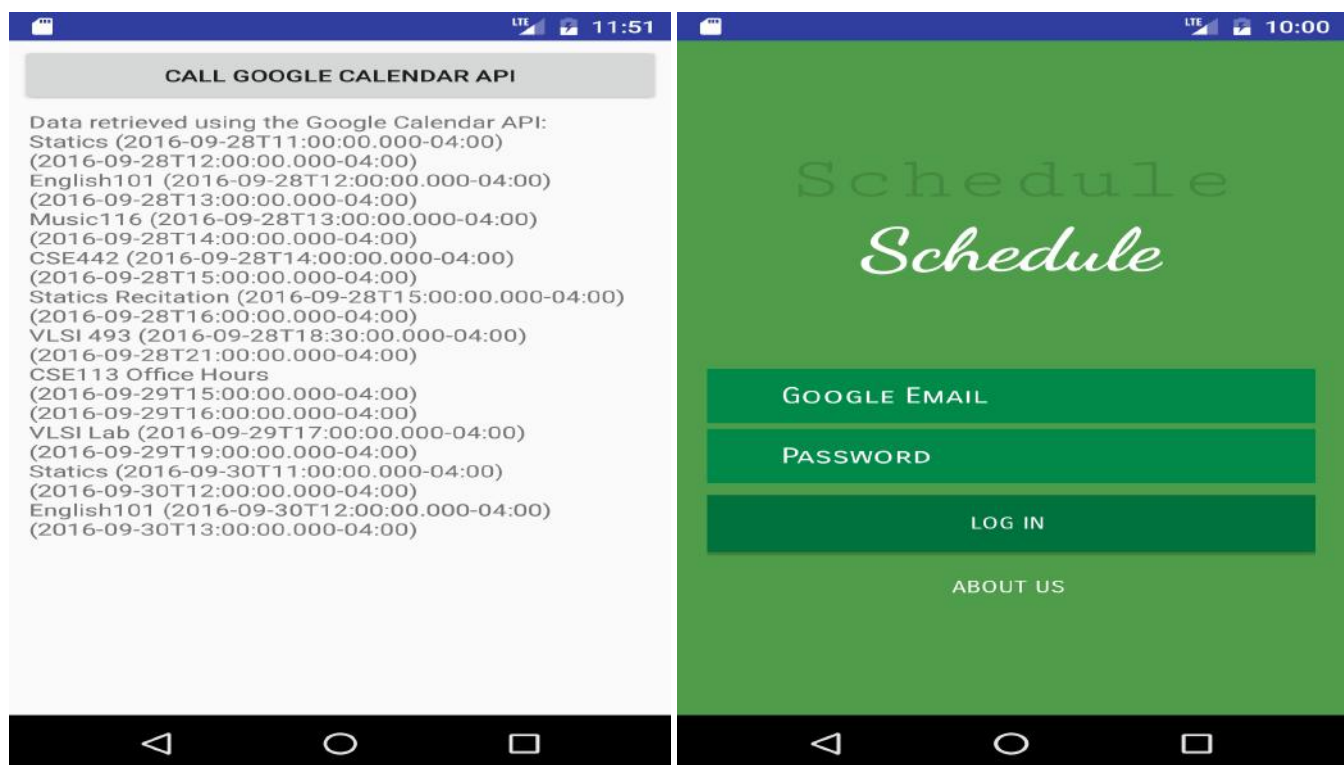 LTE 11:51
CALL GOOGLE CALENDAR API
Data retrieved using the Google Calendar API:
Statics (2016-09-28T11:00:00.000-04:00)
(2016-09-28T12:00:00.000-04:00)
English101 (2016-09-28T12:00:00.000-04:00)
(2016-09-28T13:00:00.000-04:00)
Music116 (2016-09-28T13:00:00.000-04:00)
(2016-09-28T14:00:00.000-04:00)
CSE442 (2016-09-28T14:00:00.000-04:00)
(2016-09-28T15:00:00.000-04:00)
Statics Recitation (2016-09-28T15:00:00.000-04:00)
(2016-09-28T16:00:00.000-04:00)
VLSI 493 (2016-09-28T18:30:00.000-04:00)
(2016-09-28T21:00:00.000-04:00)
CSE113 Office Hours
(2016-09-29T15:00:00.000-04:00)
(2016-09-29T16:00:00.000-04:00)
VLSI Lab (2016-09-29T17:00:00.000-04:00)
(2016-09-29T19:00:00.000-04:00)
Statics (2016-09-30T11:00:00.000-04:00)
(2016-09-30T12:00:00.000-04:00)
English101 (2016-09-30T12:00:00.000-04:00)
(2016-09-30T13:00:00.000-04:00)
LTE 10:00
Schedule
Schedule
GOOGLE EMAIL
PASSWORD
LOG IN
ABOUT US